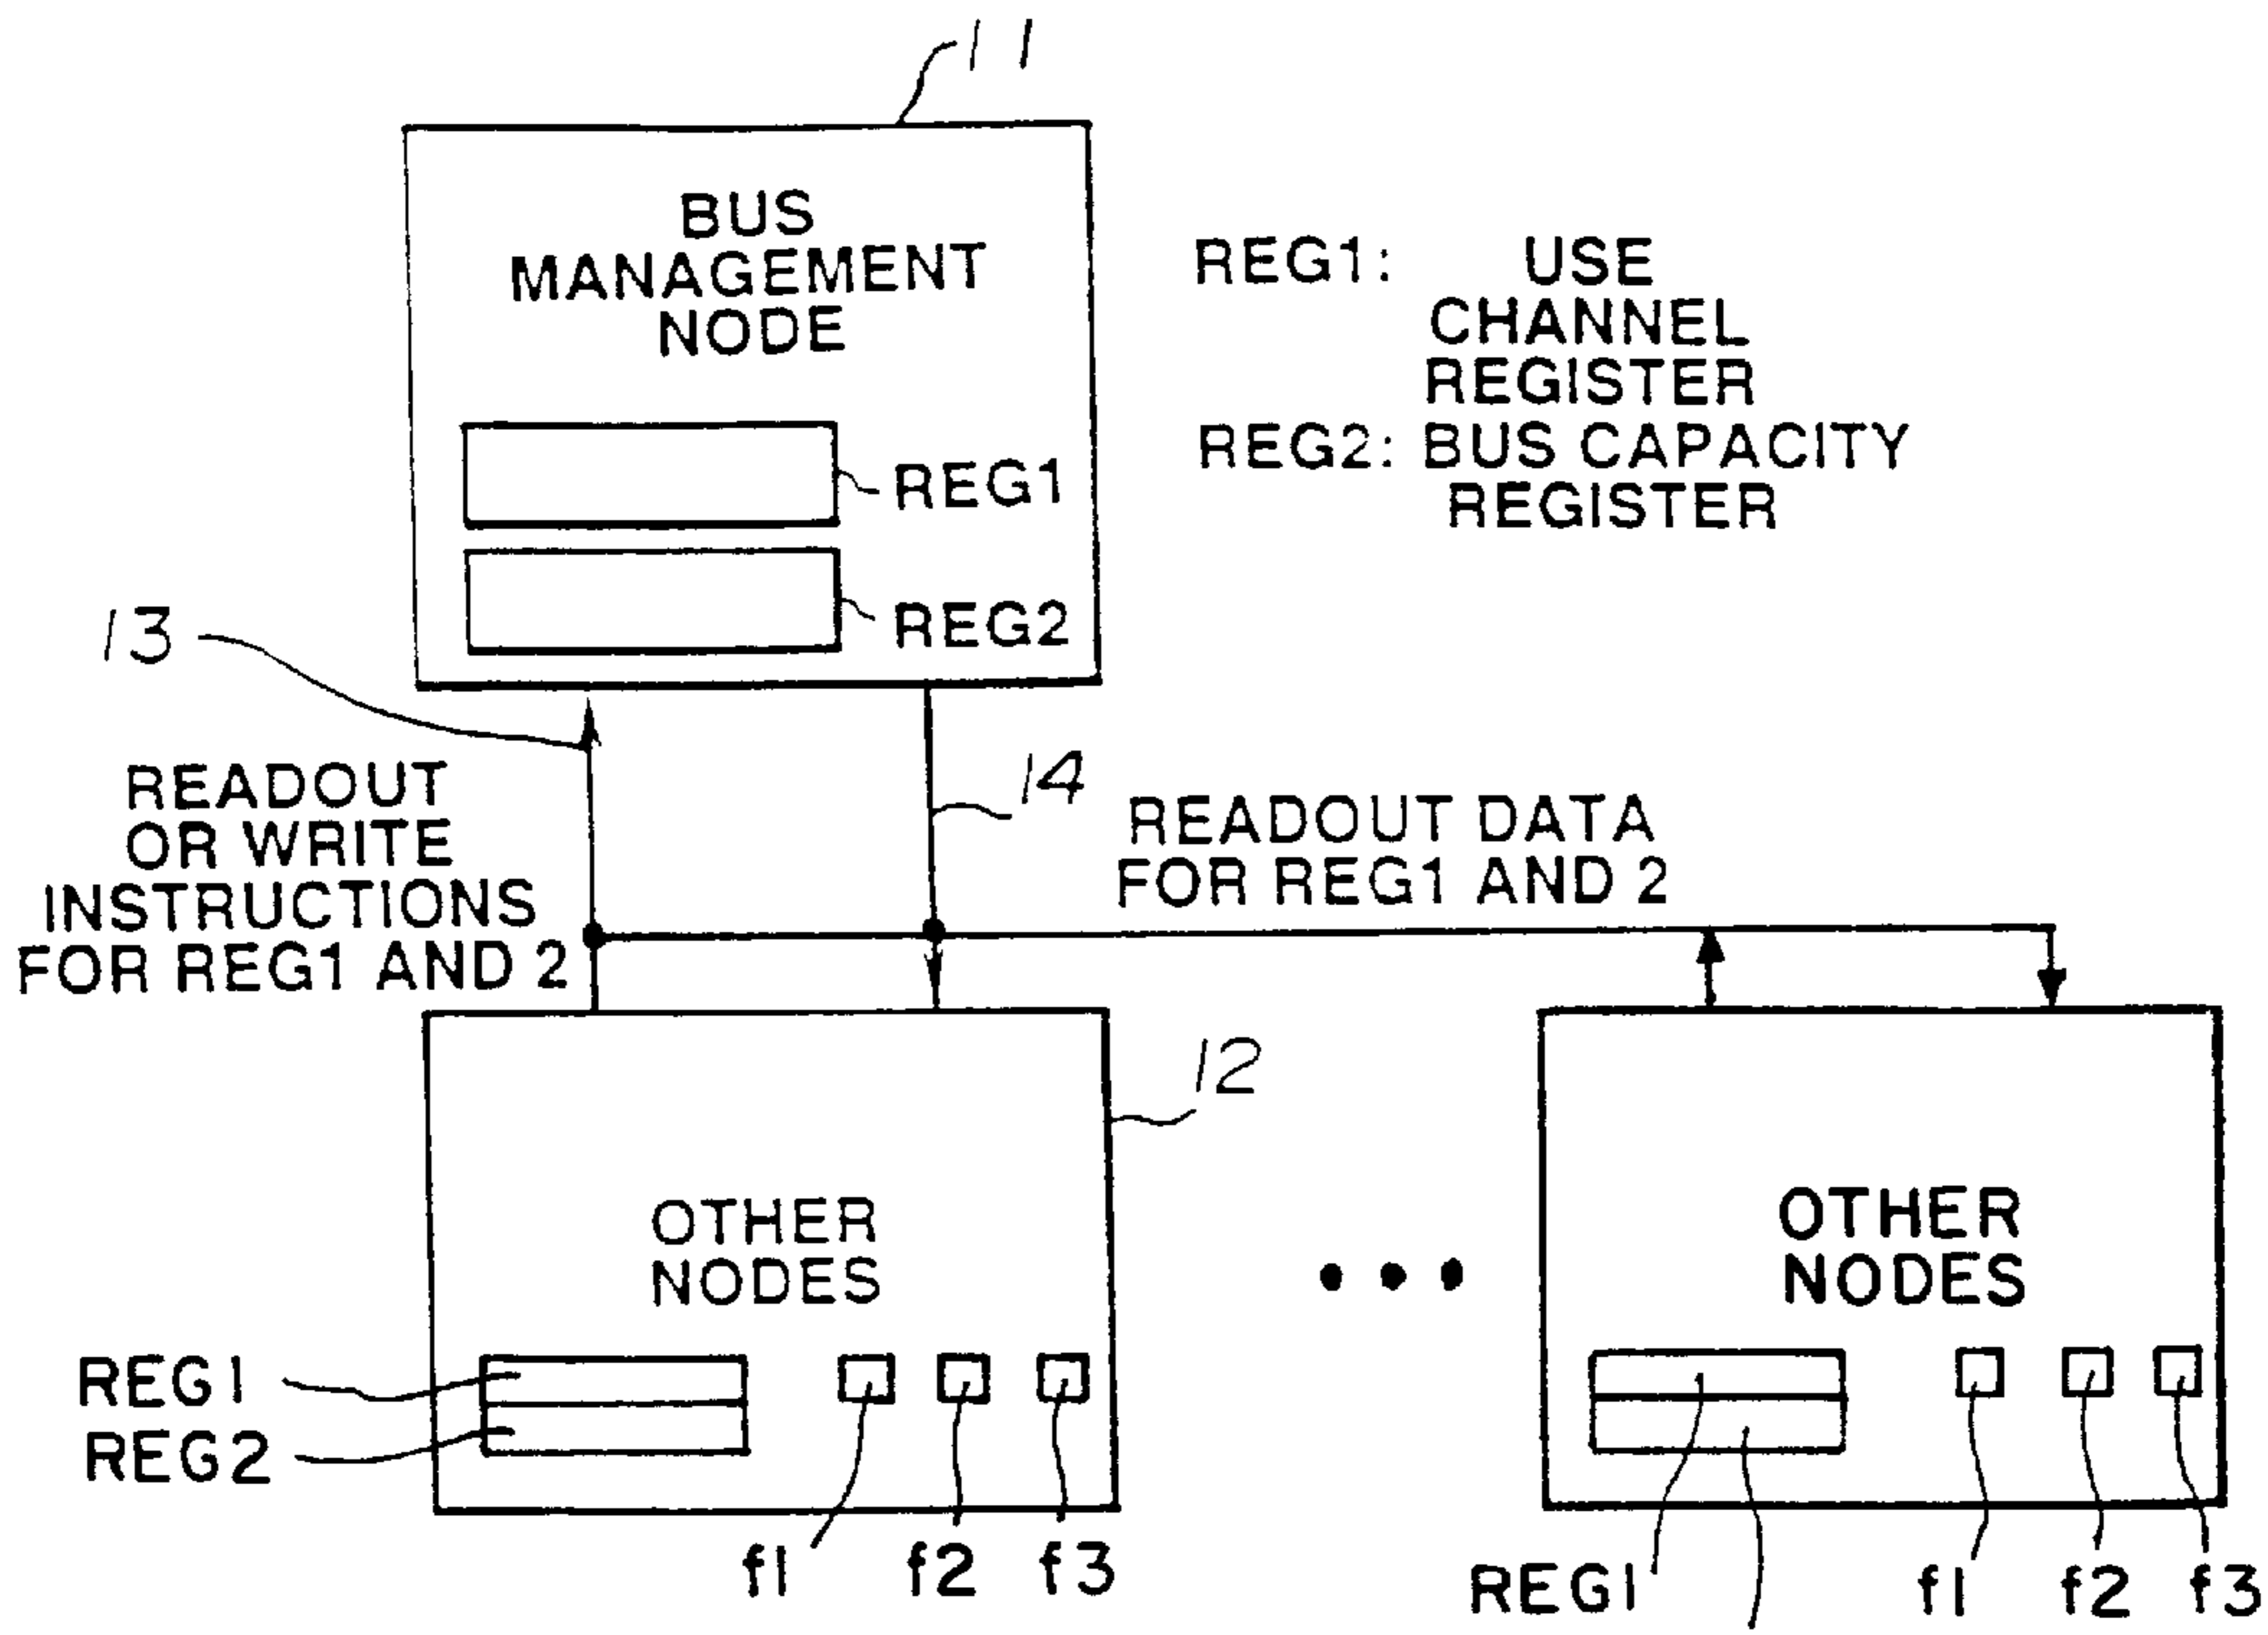 11
BUS
MANAGEMENT
NODE
REG1
REG2
REG1: USE
CHANNEL
REGISTER
REG2: BUS CAPACITY
REGISTER
13
READOUT
OR WRITE
INSTRUCTIONS
FOR REG1 AND 2
14
READOUT DATA
FOR REG1 AND 2
12
OTHER
NODES
REG1
REG2
f1 f2 f3
OTHER
NODES
REG1
f1 f2 f3